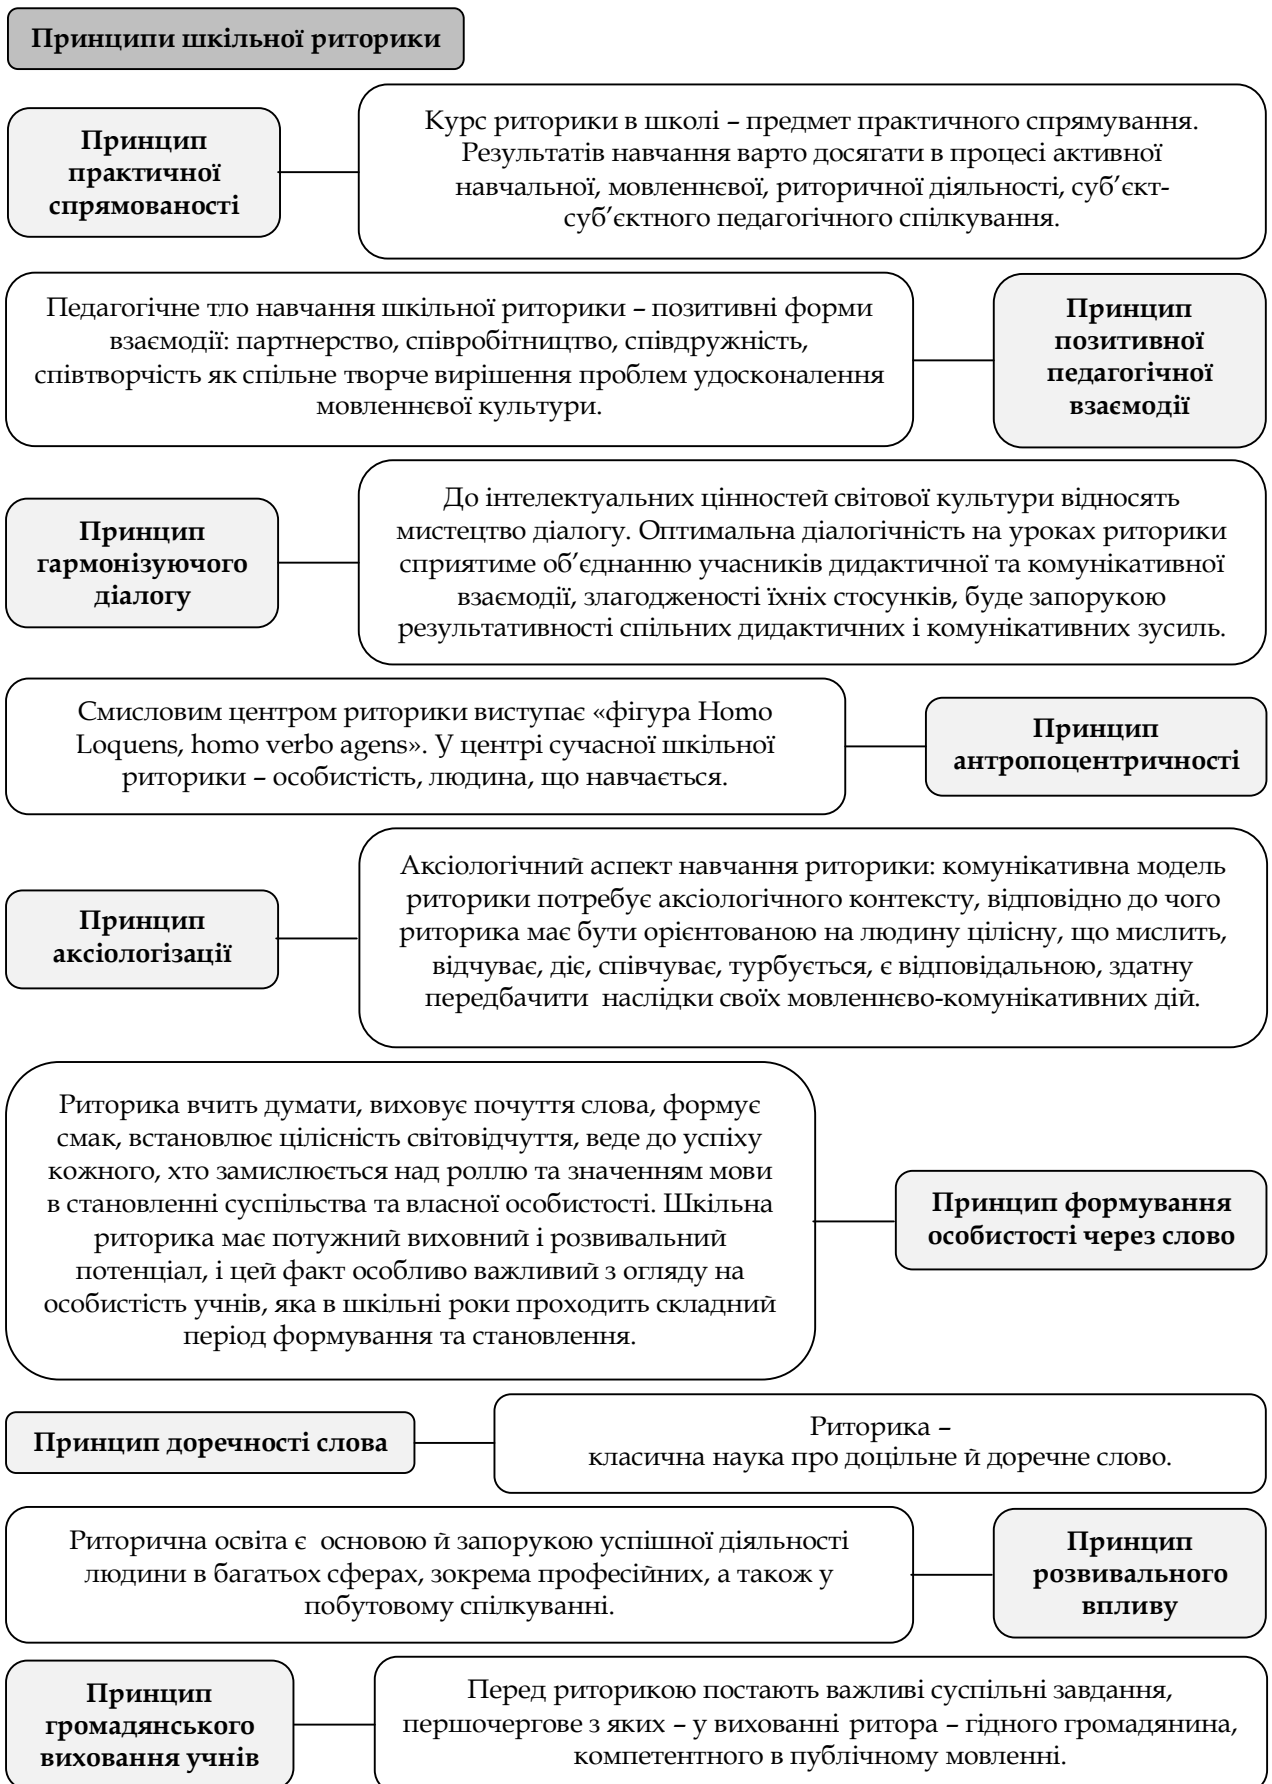 Принципи шкільної риторики
Принцип
практичної
спрямованості
Курс риторики в школі – предмет практичного спрямування.
Результатів навчання варто досягати в процесі активної
навчальної, мовленнєвої, риторичної діяльності, суб’єкт-
суб’єктного педагогічного спілкування.
Педагогічне тло навчання шкільної риторики – позитивні форми
взаємодії: партнерство, співробітництво, співдружність,
співтворчість як спільне творче вирішення проблем удосконалення
мовленнєвої культури.
Принцип
позитивної
педагогічної
взаємодії
Принцип
гармонізуючого
діалогу
До інтелектуальних цінностей світової культури відносять
мистецтво діалогу. Оптимальна діалогічність на уроках риторики
сприятиме об’єднанню учасників дидактичної та комунікативної
взаємодії, злагодженості їхніх стосунків, буде запорукою
результативності спільних дидактичних і комунікативних зусиль.
Смисловим центром риторики виступає «фігура Homo
Loquens, homo verbo agens». У центрі сучасної шкільної
риторики – особистість, людина, що навчається.
Принцип
антропоцентричності
Принцип
аксіологізації
Аксіологічний аспект навчання риторики: комунікативна модель
риторики потребує аксіологічного контексту, відповідно до чого
риторика має бути орієнтованою на людину цілісну, що мислить,
відчуває, діє, співчуває, турбується, є відповідальною, здатну
передбачити наслідки своїх мовленнєво-комунікативних дій.
Риторика вчить думати, виховує почуття слова, формує
смак, встановлює цілісність світовідчуття, веде до успіху
кожного, хто замислюється над роллю та значенням мови
в становленні суспільства та власної особистості. Шкільна
риторика має потужний виховний і розвивальний
потенціал, і цей факт особливо важливий з огляду на
особистість учнів, яка в шкільні роки проходить складний
період формування та становлення.
Принцип формування
особистості через слово
Принцип доречності слова
Риторика –
класична наука про доцільне й доречне слово.
Риторична освіта є основою й запорукою успішної діяльності
людини в багатьох сферах, зокрема професійних, а також у
побутовому спілкуванні.
Принцип
розвивального
впливу
Принцип
громадянського
виховання учнів
Перед риторикою постають важливі суспільні завдання,
першочергове з яких – у вихованні ритора – гідного громадянина,
компетентного в публічному мовленні.